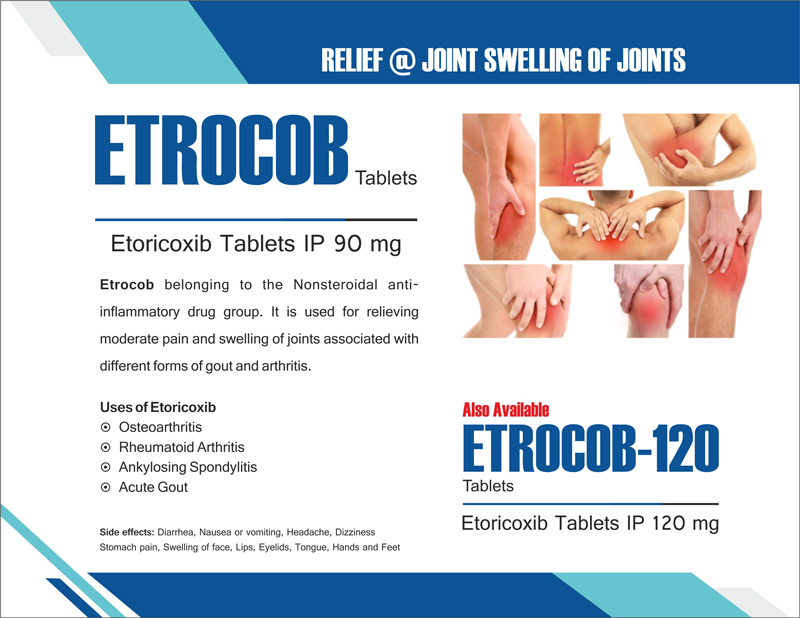 RELIEF @ JOINT SWELLING OF JOINTS
ETROCOB Tablets
Etoricoxib Tablets IP 90 mg
Etrocob belonging to the Nonsteroidal anti-
inflammatory drug group. It is used for relieving
moderate pain and swelling of joints associated with
different forms of gout and arthritis.
Uses of Etoricoxib
Osteoarthritis
Rheumatoid Arthritis
Ankylosing Spondylitis
Acute Gout
Side effects: Diarrhea, Nausea or vomiting, Headache, Dizziness
Stomach pain, Swelling of face, Lips, Eyelids, Tongue, Hands and Feet
Also Available
ETROCOB-120
Tablets
Etoricoxib Tablets IP 120 mg